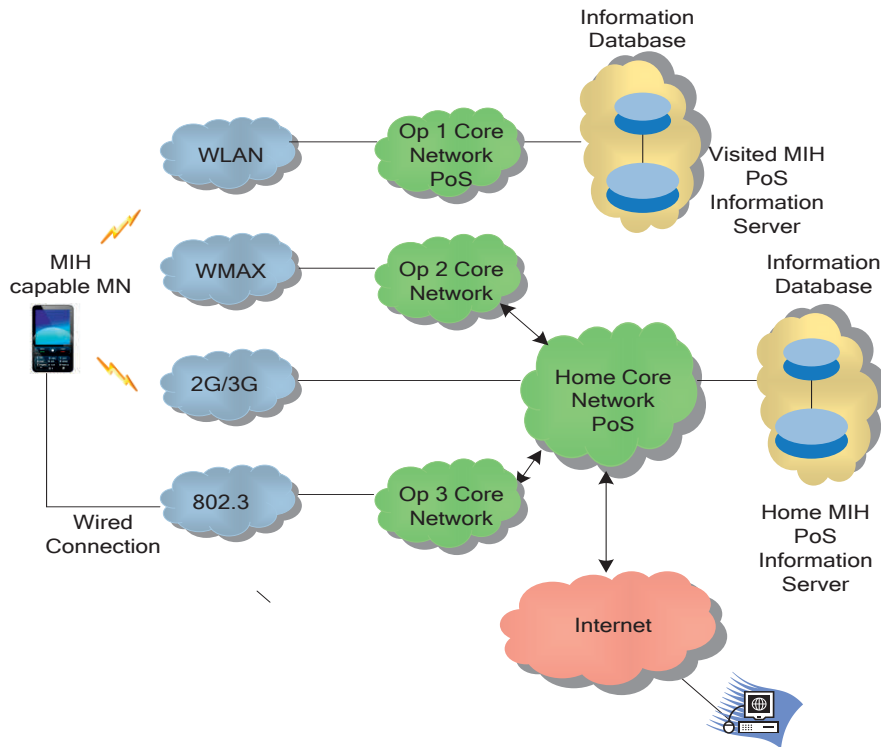 Information
Database
WLAN
Op 1 Core
Network
PoS
Visited MIH
PoS
Information
Server
MIH
capable MN
WMAX
Op 2 Core
Network
Information
Database
2G/3G
Home Core
Network
PoS
802.3
Op 3 Core
Network
Wired
Connection
Home MIH
PoS
Information
Server
Internet